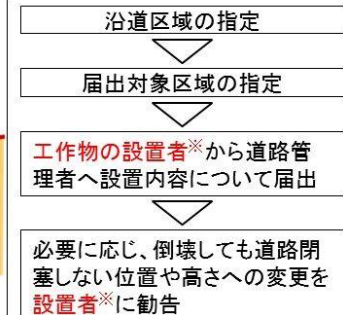 沿道区域の指定
届出対象区域の指定
工作物の設置者※から道路管
理者へ設置内容について届出
必要に応じ、倒壊しても道路閉
塞しない位置や高さへの変更を
設置者※に勧告